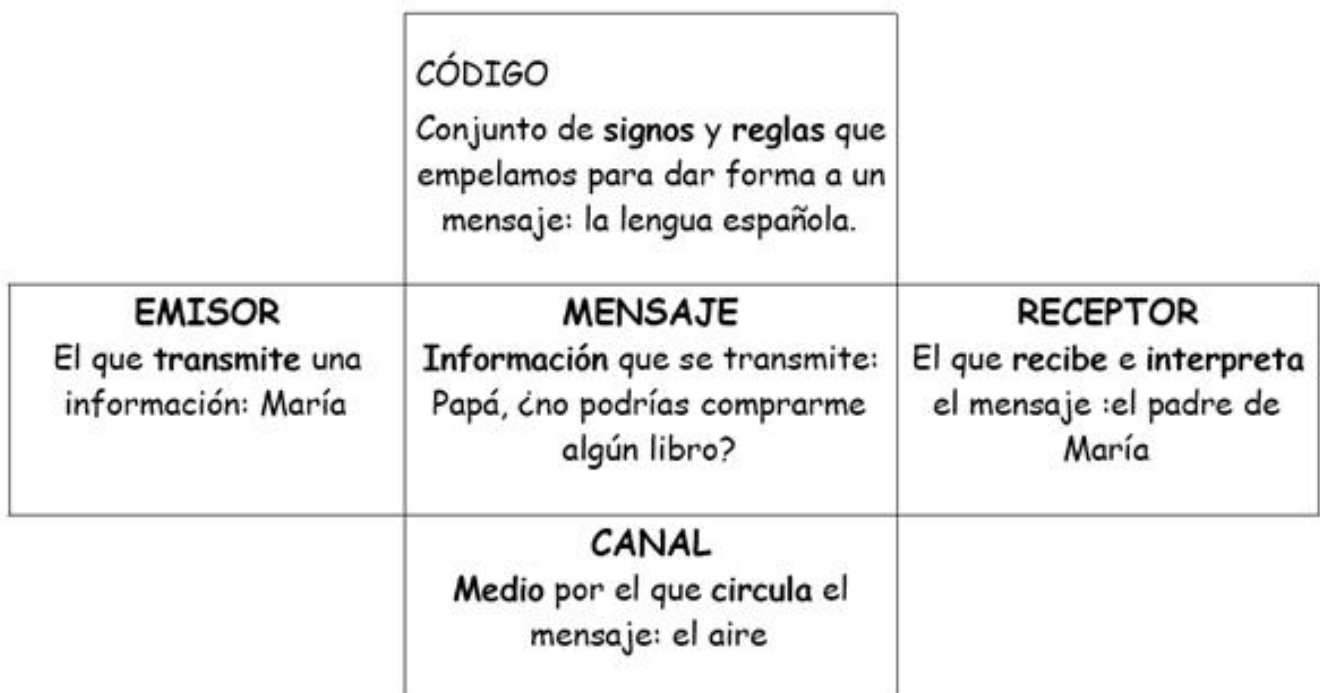 CÓDIGO
Conjunto de signos y reglas que
empelamos para dar forma a un
mensaje: la lengua española.
EMISOR
El que transmite una
información: María
MENSAJE
Información que se transmite:
Papá, ¿no podrías comprarme
algún libro?
RECEPTOR
El que recibe e interpreta
el mensaje :el padre de
María
CANAL
Medio por el que circula el
mensaje: el aire